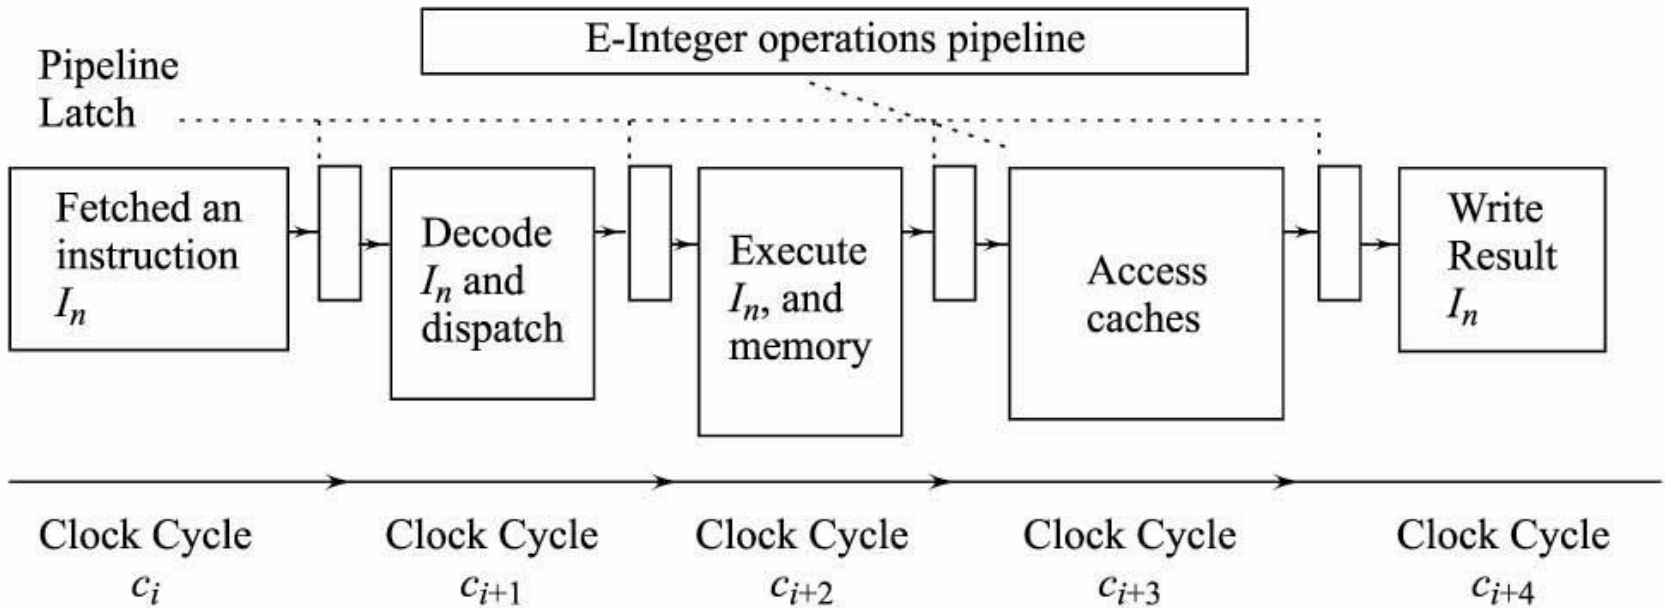 E-Integer operations pipeline
Pipeline
Latch
Fetched an
instruction
Iₙ
Decode
Iₙ and
dispatch
Execute
Iₙ, and
memory
Access
caches
Write
Result
Iₙ
Clock Cycle
cᵢ
Clock Cycle
cᵢ₊₁
Clock Cycle
cᵢ₊₂
Clock Cycle
cᵢ₊₃
Clock Cycle
cᵢ₊₄